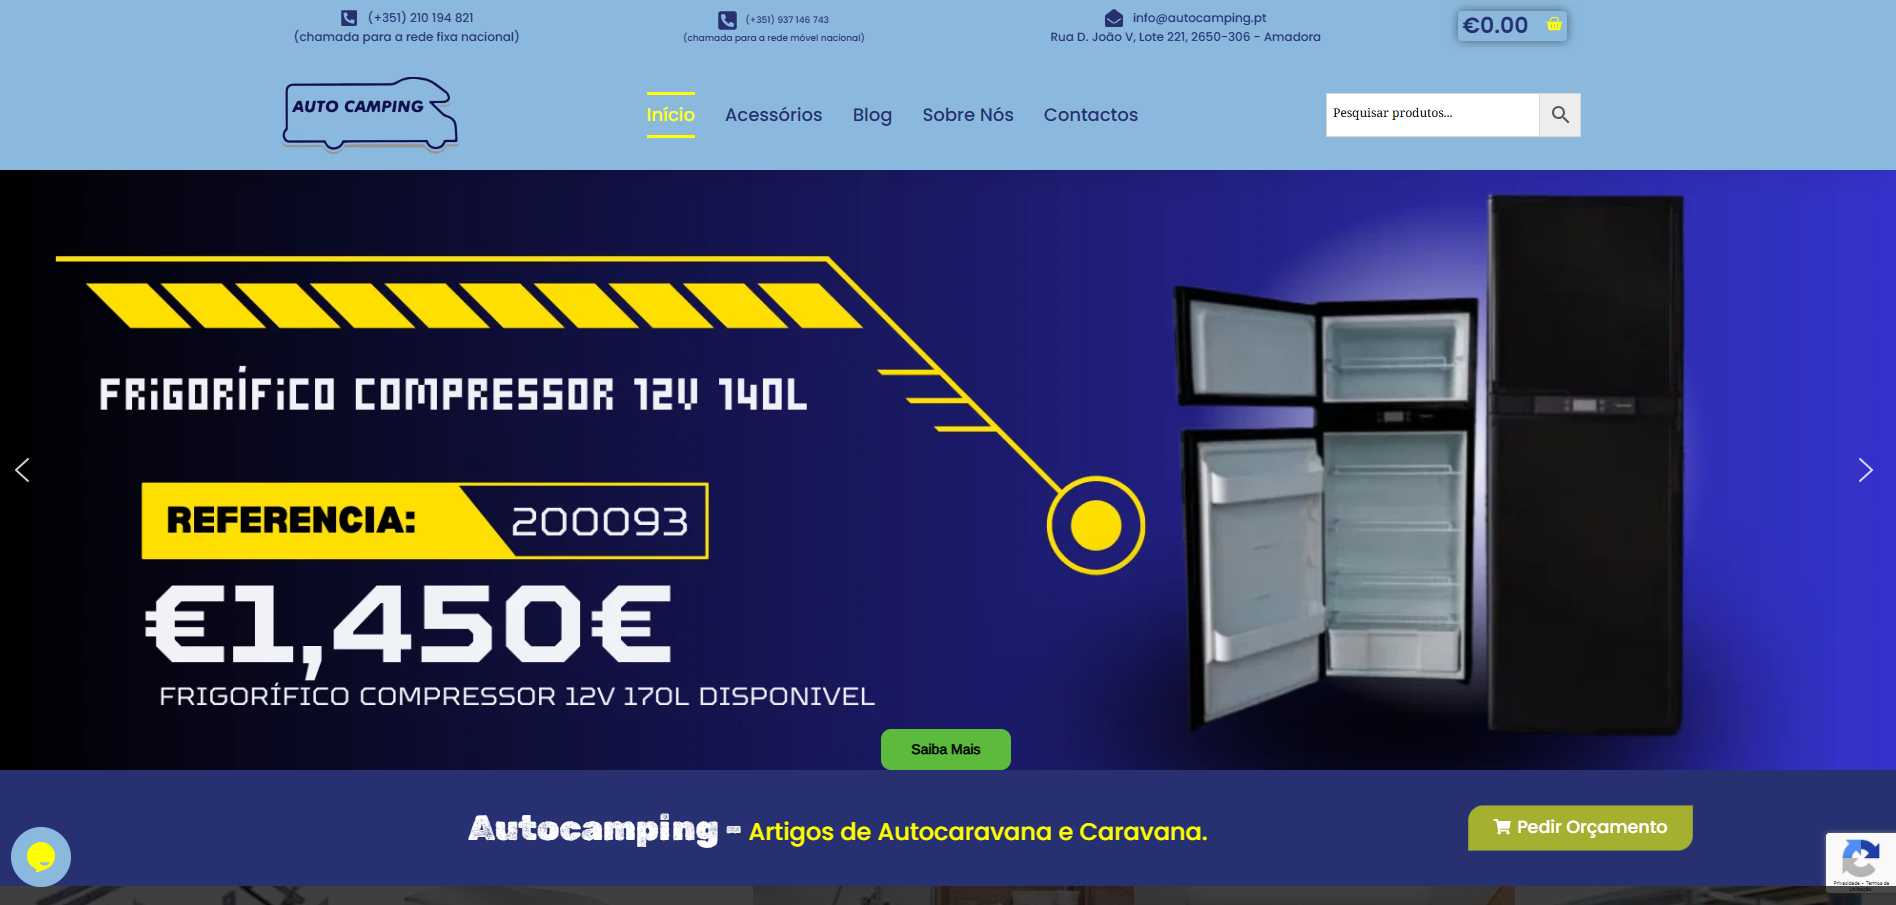 (+351) 210 194 821
(chamada para a rede fixa nacional)
(+351) 937 146 743
(chamada para a rede móvel nacional)
info@autocamping.pt
Rua D. João V, Lote 221, 2650-306 - Amadora
€0.00
AUTO CAMPING
Início
Acessórios
Blog
Sobre Nós
Contactos
Pesquisar produtos...
FRIGORÍFICO COMPRESSOR 12V 140L
REFERENCIA: 200093
€1,450€
FRIGORÍFICO COMPRESSOR 12V 170L DISPONIVEL
Saiba Mais
Autocamping - Artigos de Autocaravana e Caravana.
Pedir Orçamento
Privacidade - Termos de Utilização